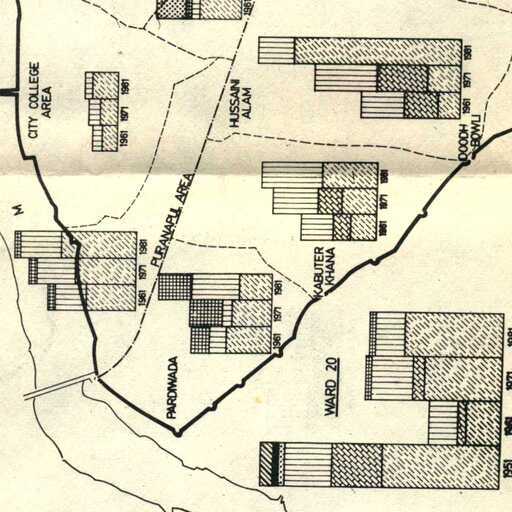 M
CITY COLLEGE
AREA
1961 1971 1981
1961 1971 1981
PURANAPUL AREA
PARDIWADA
1961 1971 1981
HUSSAINI
ALAM
KABUTER
KHANA
WARD 20
1961 1971 1981
1961 1971 1981
DOODH
BOWLI
1951 1961 1971 1981